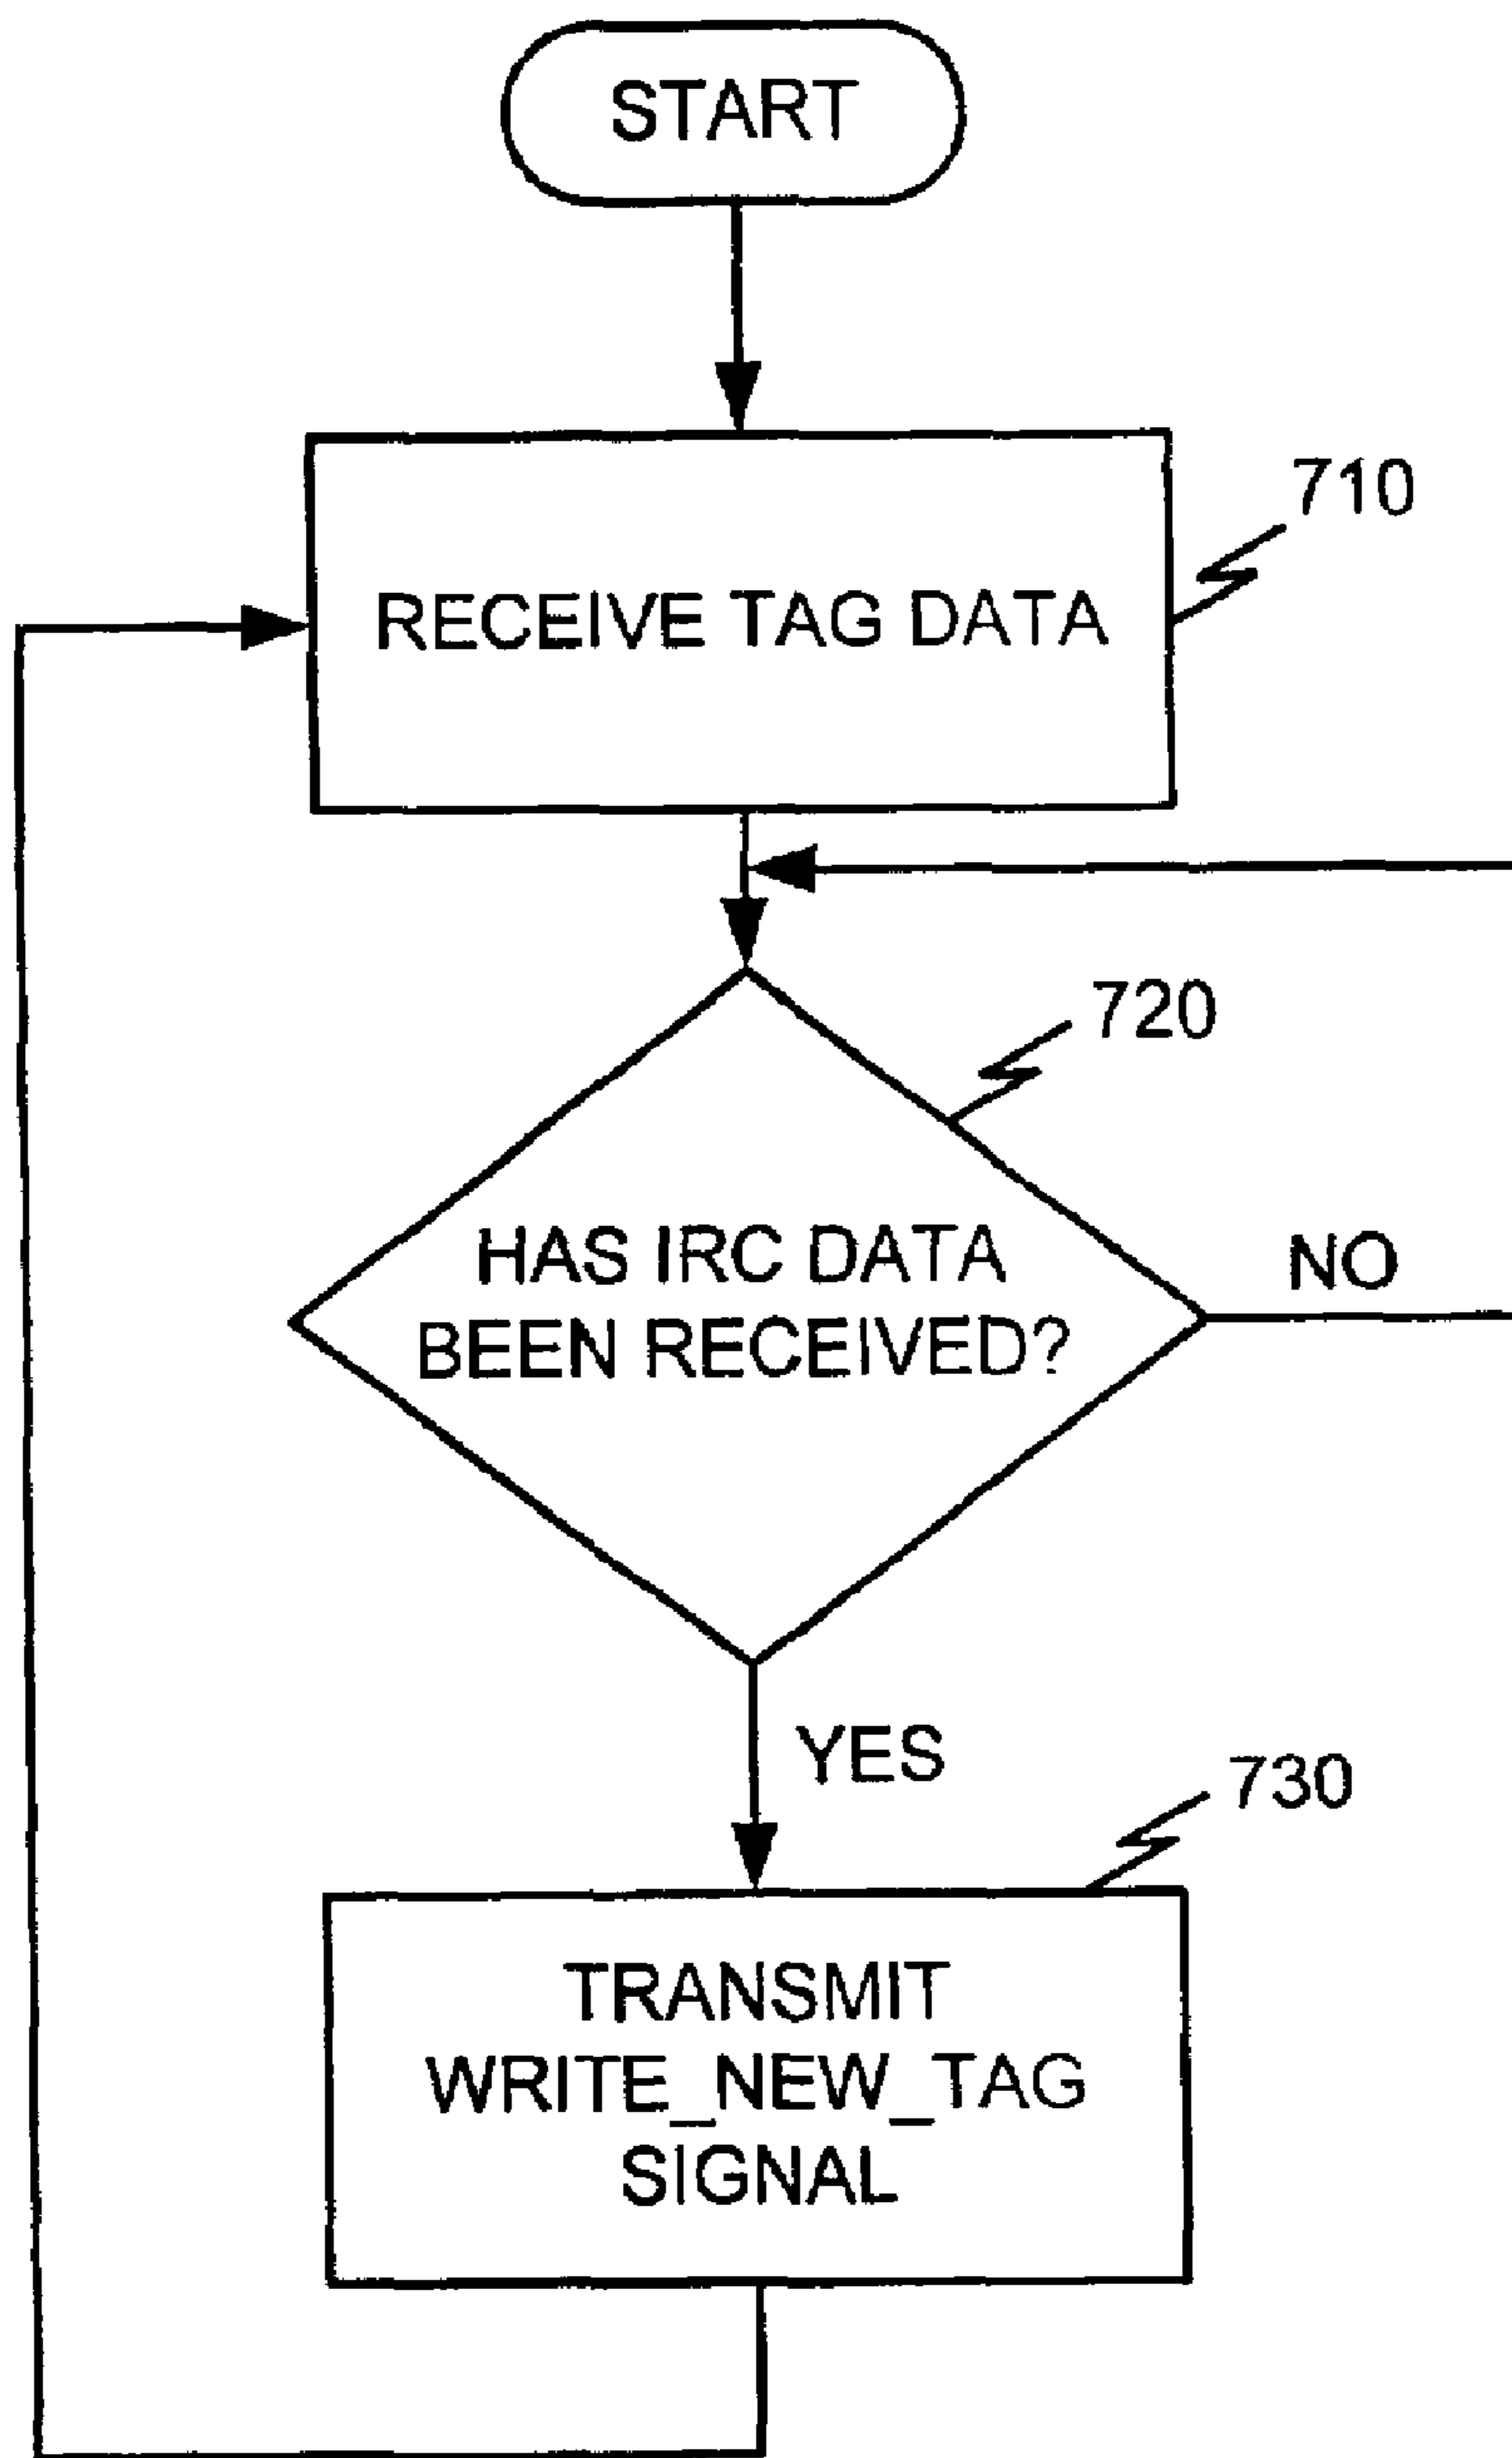 START
710
RECEIVE TAG DATA
720
HAS IRC DATA
BEEN RECEIVED?
NO
YES
730
TRANSMIT
WRITE_NEW_TAG
SIGNAL